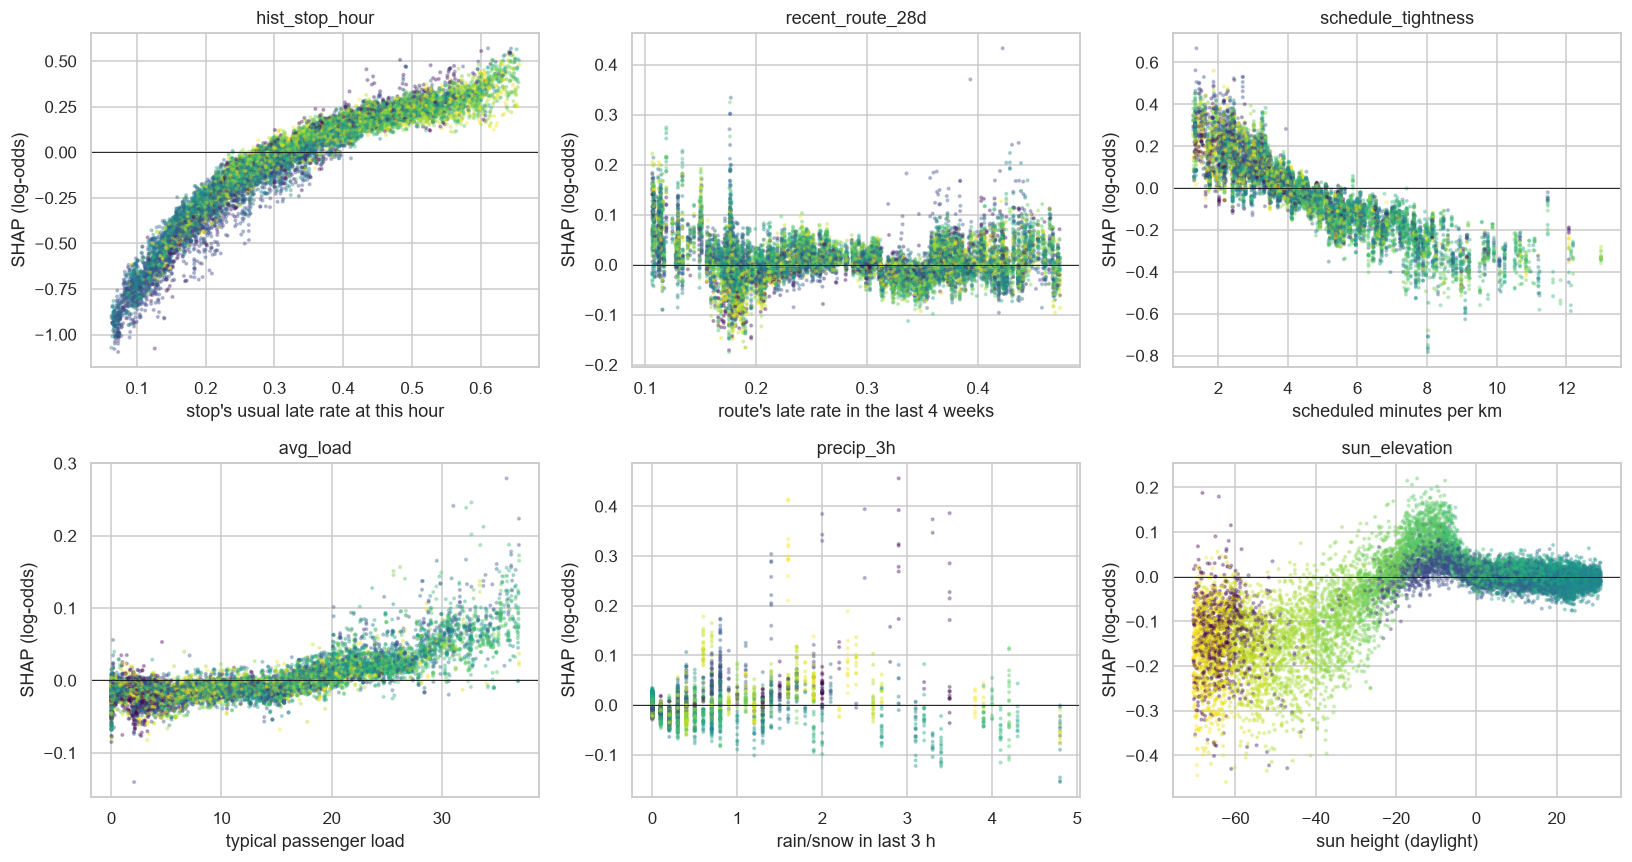 hist_stop_hour
0.50
0.25
0.00
−0.25
−0.50
−0.75
−1.00
SHAP (log-odds)
0.1 0.2 0.3 0.4 0.5 0.6
stop's usual late rate at this hour
recent_route_28d
0.4
0.3
0.2
0.1
0.0
−0.1
−0.2
SHAP (log-odds)
0.1 0.2 0.3 0.4
route's late rate in the last 4 weeks
schedule_tightness
0.6
0.4
0.2
0.0
−0.2
−0.4
−0.6
−0.8
SHAP (log-odds)
2 4 6 8 10 12
scheduled minutes per km
avg_load
0.3
0.2
0.1
0.0
−0.1
SHAP (log-odds)
0 10 20 30
typical passenger load
precip_3h
0.4
0.3
0.2
0.1
0.0
−0.1
SHAP (log-odds)
0 1 2 3 4 5
rain/snow in last 3 h
sun_elevation
0.2
0.1
0.0
−0.1
−0.2
−0.3
−0.4
SHAP (log-odds)
−60 −40 −20 0 20
sun height (daylight)